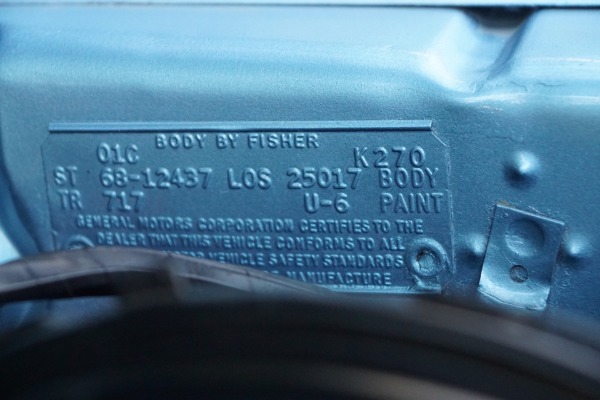 BODY BY FISHER
01C K270
ST 68-12437 LOS 25017 BODY
TR 717 U-6 PAINT
GENERAL MOTORS CORPORATION CERTIFIES TO THE
DEALER THAT THIS VEHICLE CONFORMS TO ALL
VEHICLE SAFETY STANDARDS
MANUFACTURE